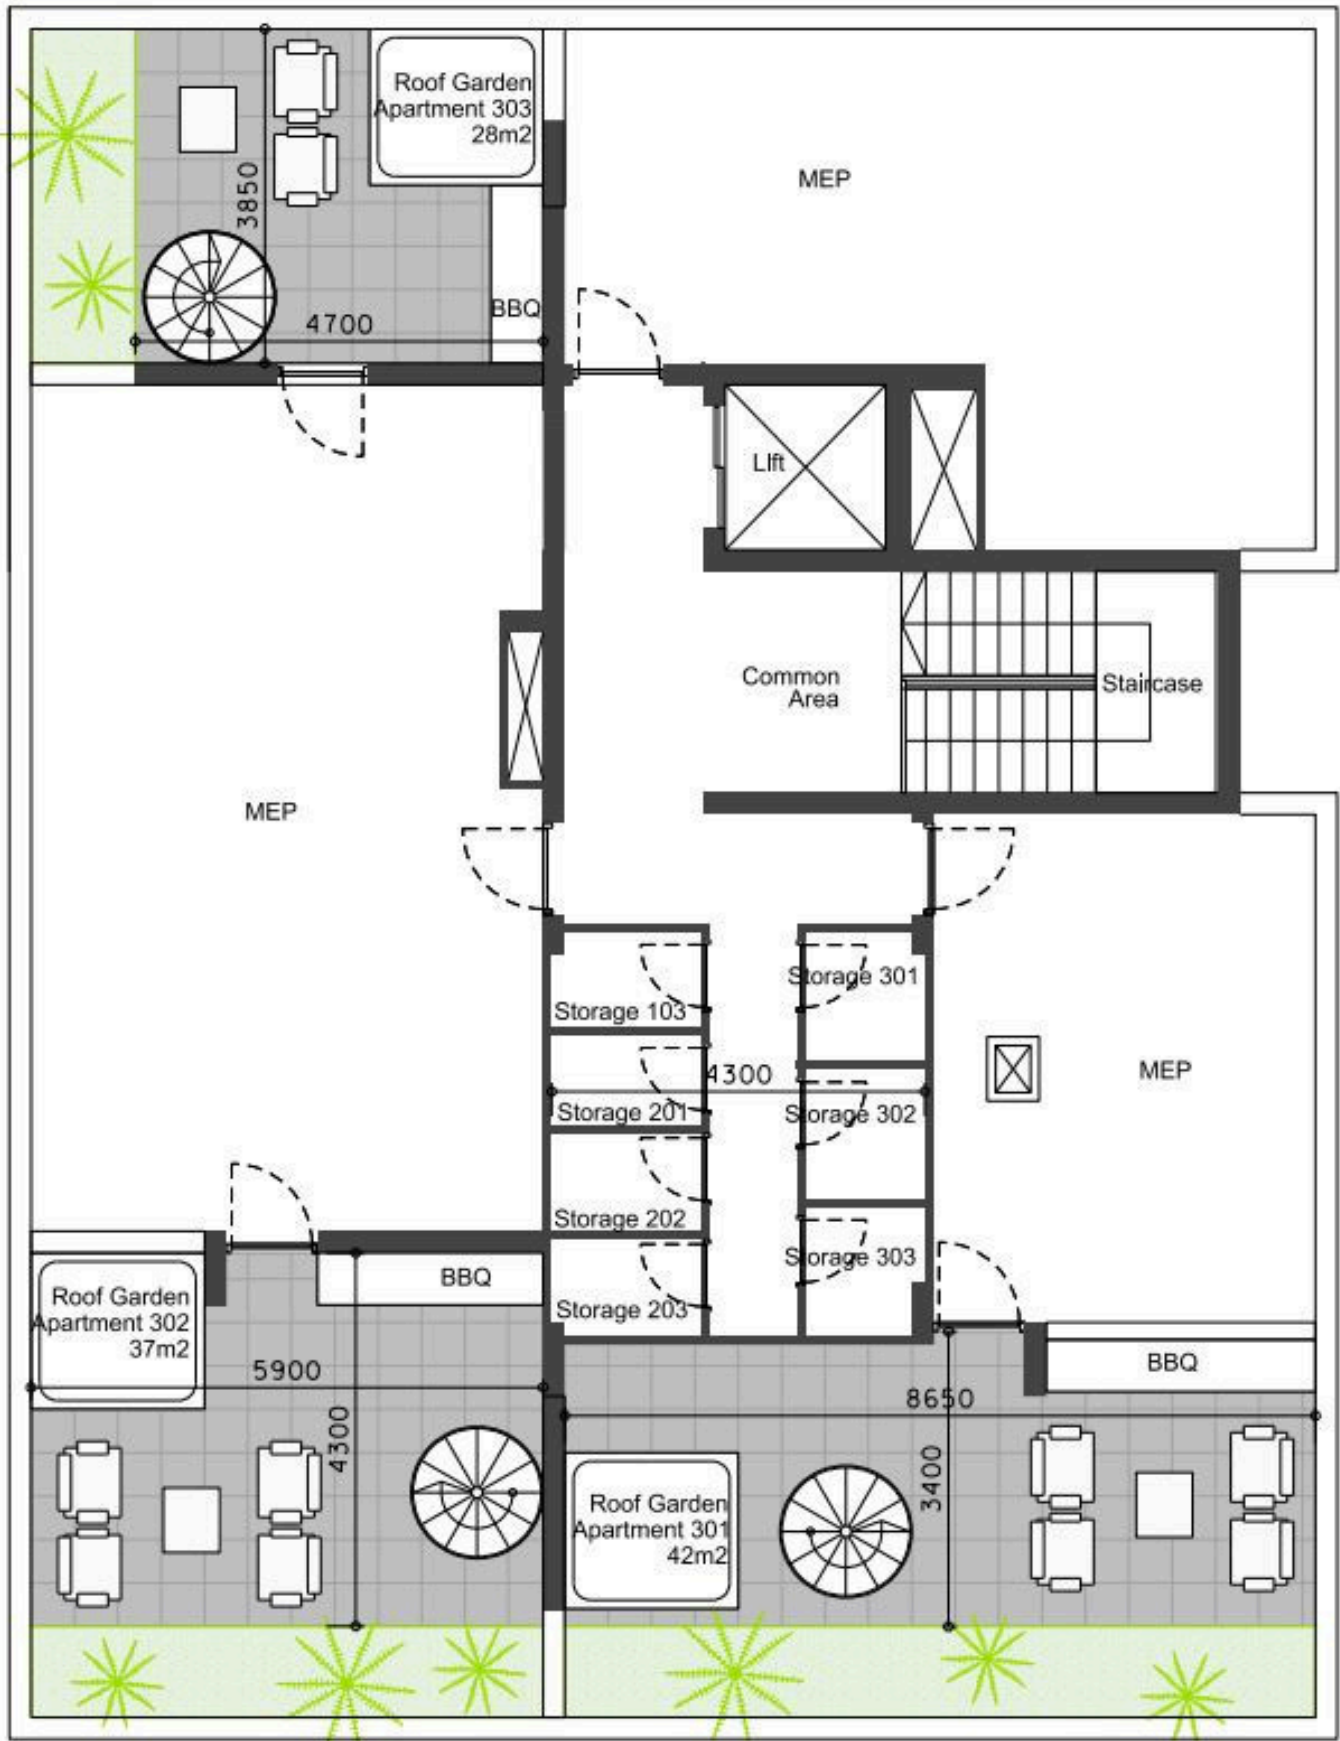 Roof Garden
Apartment 303
28m2
MEP
3850
BBQ
4700
LIft
Common
Area
Staircase
MEP
Storage 301
Storage 103
4300
MEP
Storage 201
Storage 302
Storage 202
Storage 303
Storage 203
BBQ
Roof Garden
Apartment 302
37m2
5900
4300
BBQ
8650
3400
Roof Garden
Apartment 301
42m2